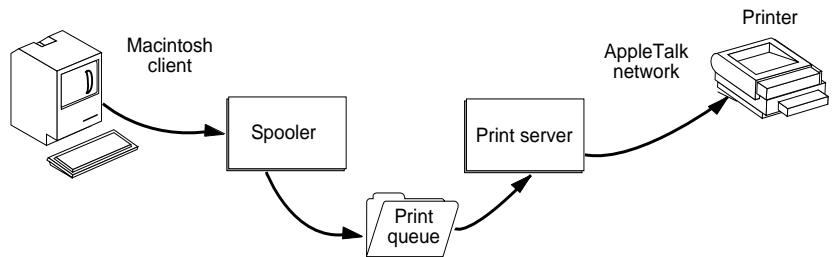 Macintosh
client
Spooler
Print
queue
Print server
AppleTalk
network
Printer